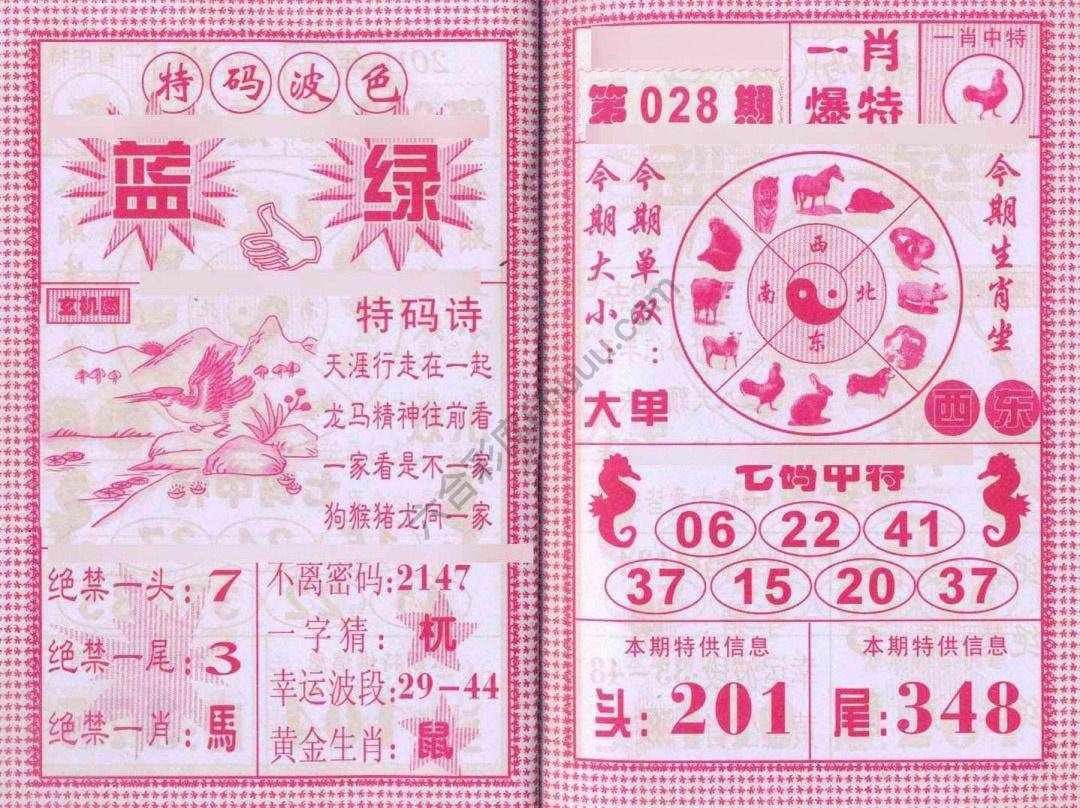 特码波色
蓝 绿
玄机图
特码诗
天涯行走在一起
龙马精神往前看
一家看是不一家
狗猴猪龙同一家
绝禁一头:7
绝禁一尾:3
绝禁一肖:馬
不离密码:2147
一字猜:杌
幸运波段:29-44
黄金生肖:鼠
第028期
一肖
爆特
一肖中特
今期大小:大
今期单双:单
西
南 北
东
今期生肖坐
西 东
七码中特
06 22 41
37 15 20 37
本期特供信息
头:201
本期特供信息
尾:348